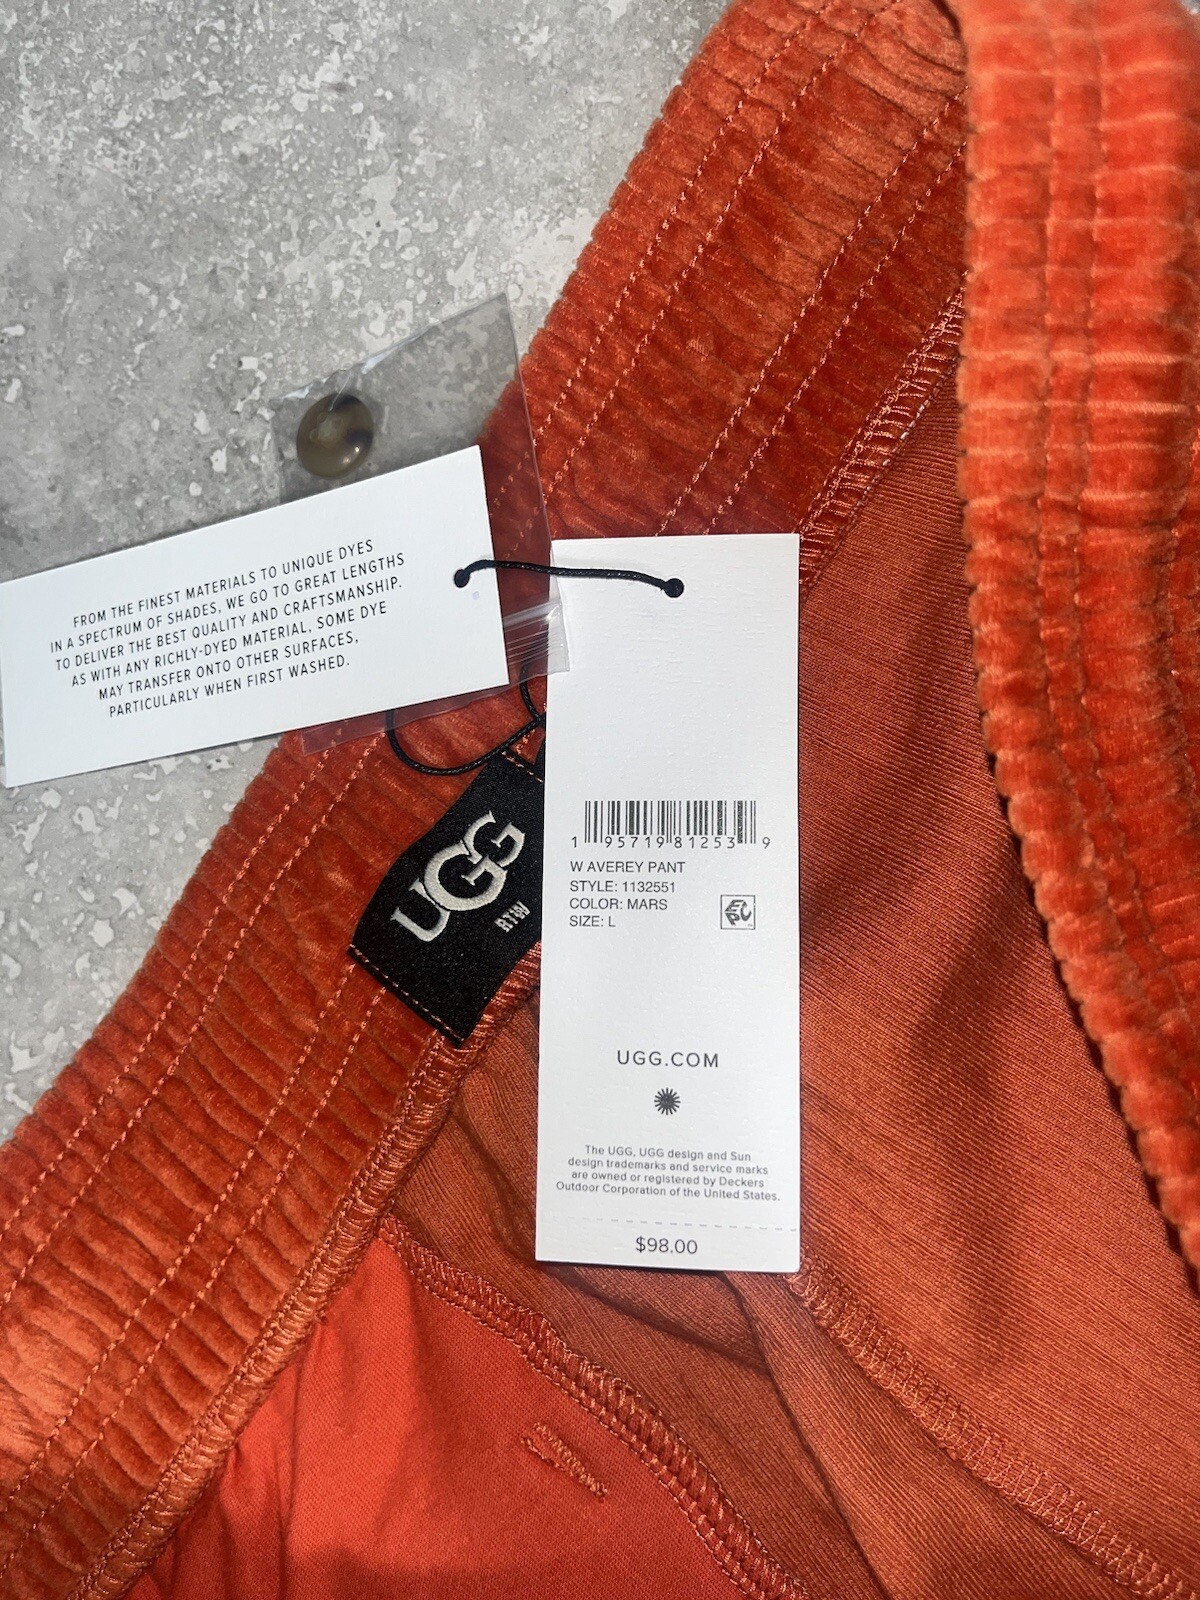 FROM THE FINEST MATERIALS TO UNIQUE DYES
IN A SPECTRUM OF SHADES, WE GO TO GREAT LENGTHS
TO DELIVER THE BEST QUALITY AND CRAFTSMANSHIP.
AS WITH ANY RICHLY-DYED MATERIAL, SOME DYE
MAY TRANSFER ONTO OTHER SURFACES,
PARTICULARLY WHEN FIRST WASHED.
UGG
RTW
1 95719 81253 9
W AVEREY PANT
STYLE: 1132551
COLOR: MARS
SIZE: L
EPC
UGG.COM
The UGG, UGG design and Sun
design trademarks and service marks
are owned or registered by Deckers
Outdoor Corporation of the United States.
$98.00